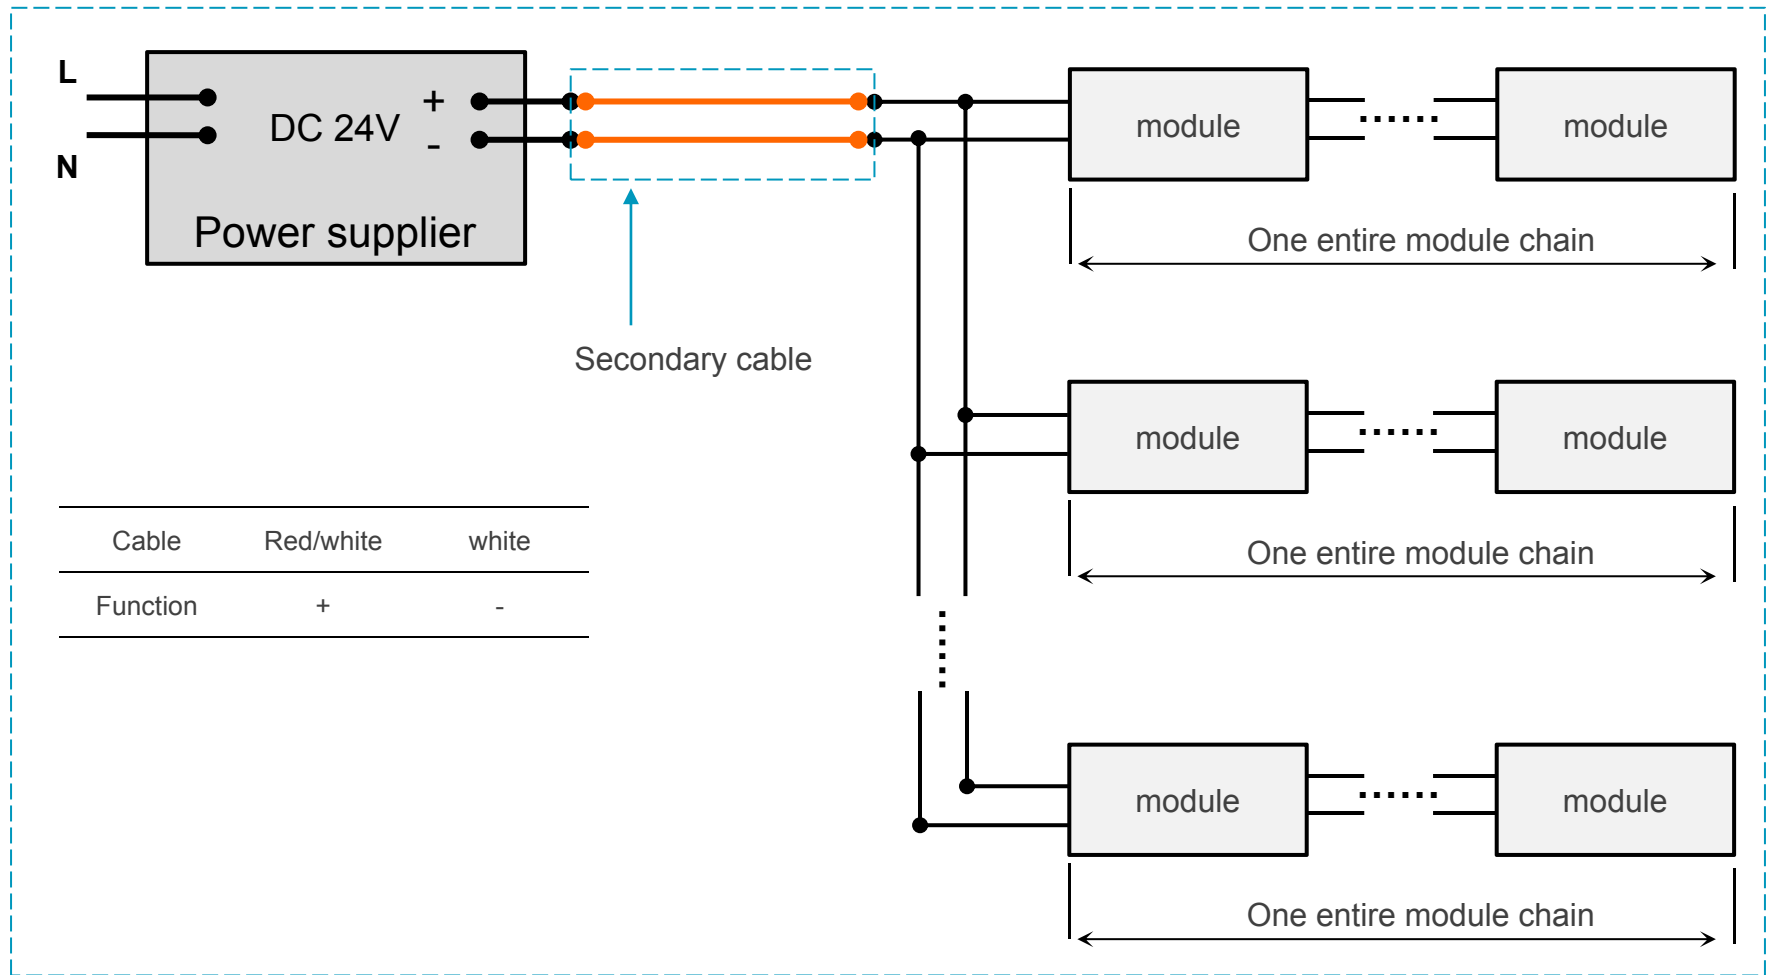 L
N
DC 24V
+
-
Power supplier
Secondary cable
module
module
One entire module chain
module
module
One entire module chain
Cable Red/white white
Function + -
module
module
One entire module chain